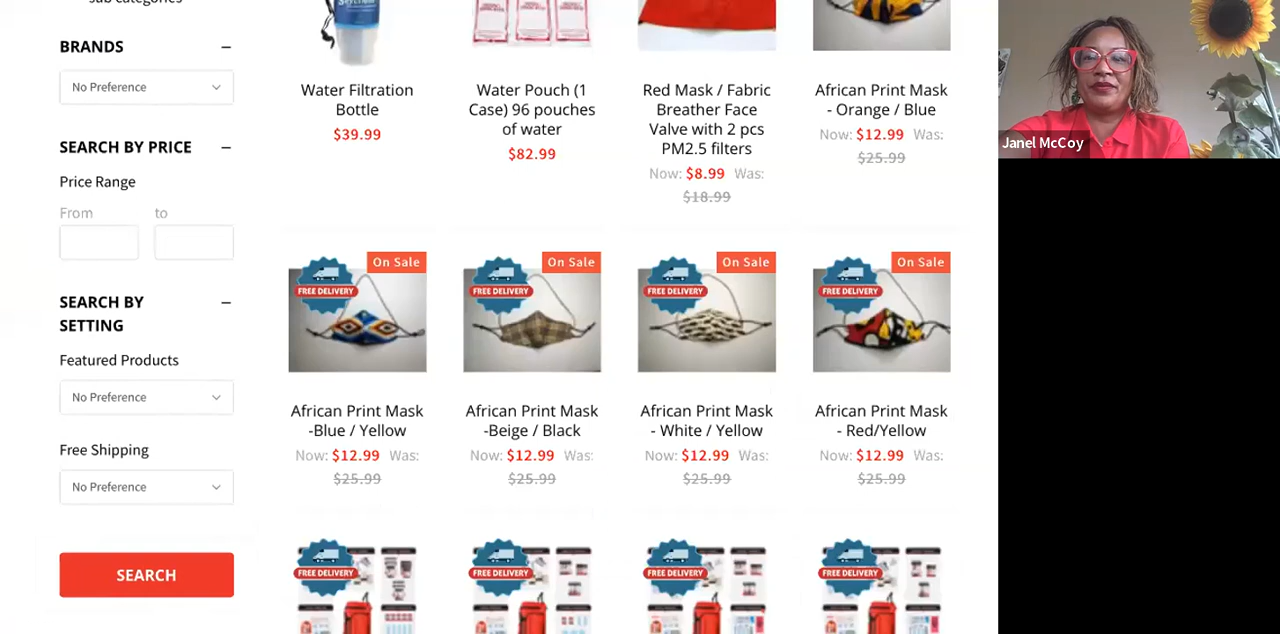 sub categories
BRANDS
No Preference
SEARCH BY PRICE
Price Range
From to
SEARCH BY
SETTING
Featured Products
No Preference
Free Shipping
No Preference
SEARCH
Water Filtration
Bottle
$39.99
Water Pouch (1
Case) 96 pouches
of water
$82.99
Red Mask / Fabric
Breather Face
Valve with 2 pcs
PM2.5 filters
Now: $8.99 Was:
$18.99
African Print Mask
- Orange / Blue
Now: $12.99 Was:
$25.99
On Sale
FREE DELIVERY
African Print Mask
-Blue / Yellow
Now: $12.99 Was:
$25.99
On Sale
FREE DELIVERY
African Print Mask
-Beige / Black
Now: $12.99 Was:
$25.99
On Sale
FREE DELIVERY
African Print Mask
- White / Yellow
Now: $12.99 Was:
$25.99
On Sale
FREE DELIVERY
African Print Mask
- Red/Yellow
Now: $12.99 Was:
$25.99
FREE DELIVERY
FREE DELIVERY
FREE DELIVERY
FREE DELIVERY
Janel McCoy